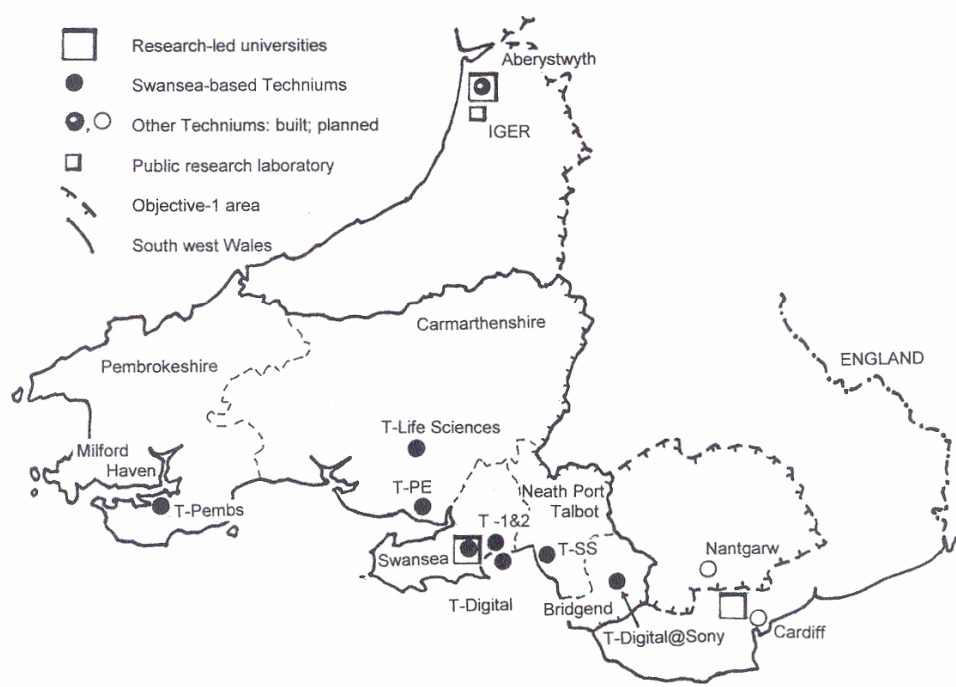 Research-led universities
Swansea-based Techniums
Other Techniums: built; planned
Public research laboratory
Objective-1 area
South west Wales
Aberystwyth
IGER
Carmarthenshire
Pembrokeshire
ENGLAND
T-Life Sciences
Milford
Haven
T-PE
Neath Port
Talbot
T-Pembs
T -1&2
T-SS
Nantgarw
Swansea
T-Digital
Bridgend
T-Digital@Sony
Cardiff